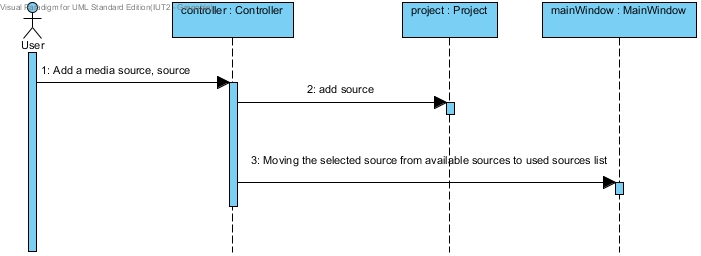 Visual Paradigm for UML Standard Edition(IUT2
controller : Controller
project : Project
mainWindow : MainWindow
User
1: Add a media source, source
2: add source
3: Moving the selected source from available sources to used sources list